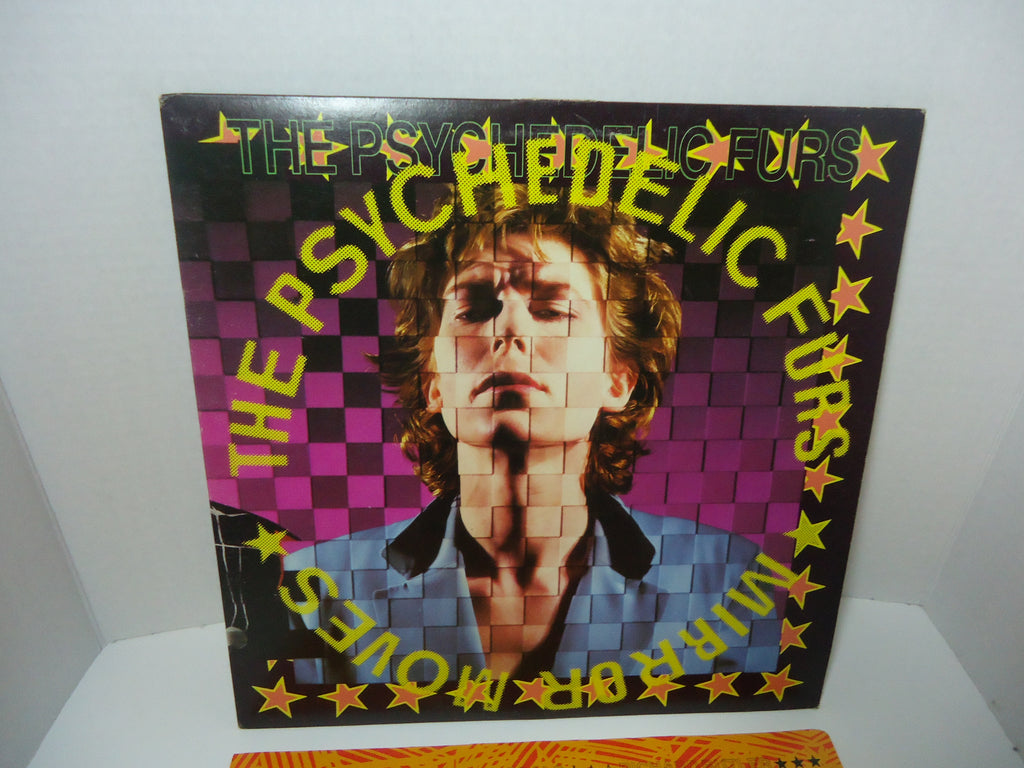 THE PSYCHEDELIC FURS
THE PSYCHEDELIC FURS
MIRROR MOVES